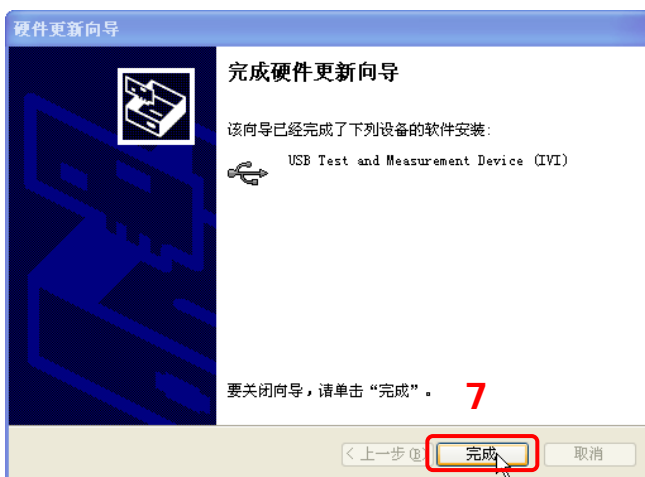 硬件更新向导
完成硬件更新向导
该向导已经完成了下列设备的软件安装:
USB Test and Measurement Device (IVI)
要关闭向导，请单击“完成”。
7
< 上一步(B) 完成 取消